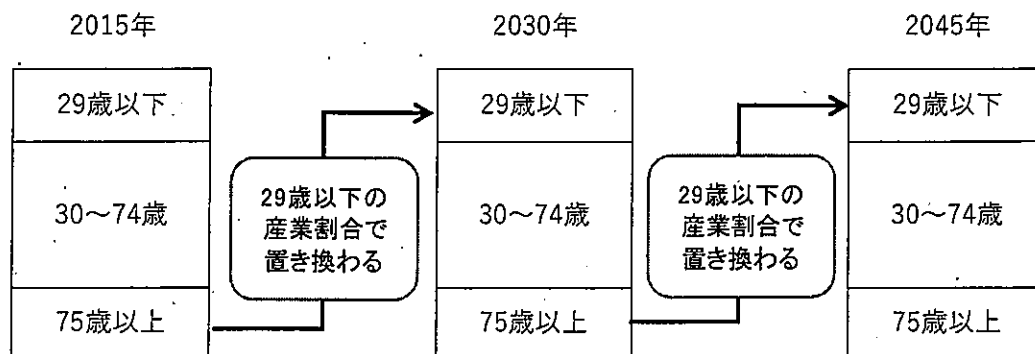 2015年
2030年
2045年
29歳以下
30～74歳
75歳以上
29歳以下の
産業割合で
置き換わる
29歳以下
30～74歳
75歳以上
29歳以下の
産業割合で
置き換わる
29歳以下
30～74歳
75歳以上